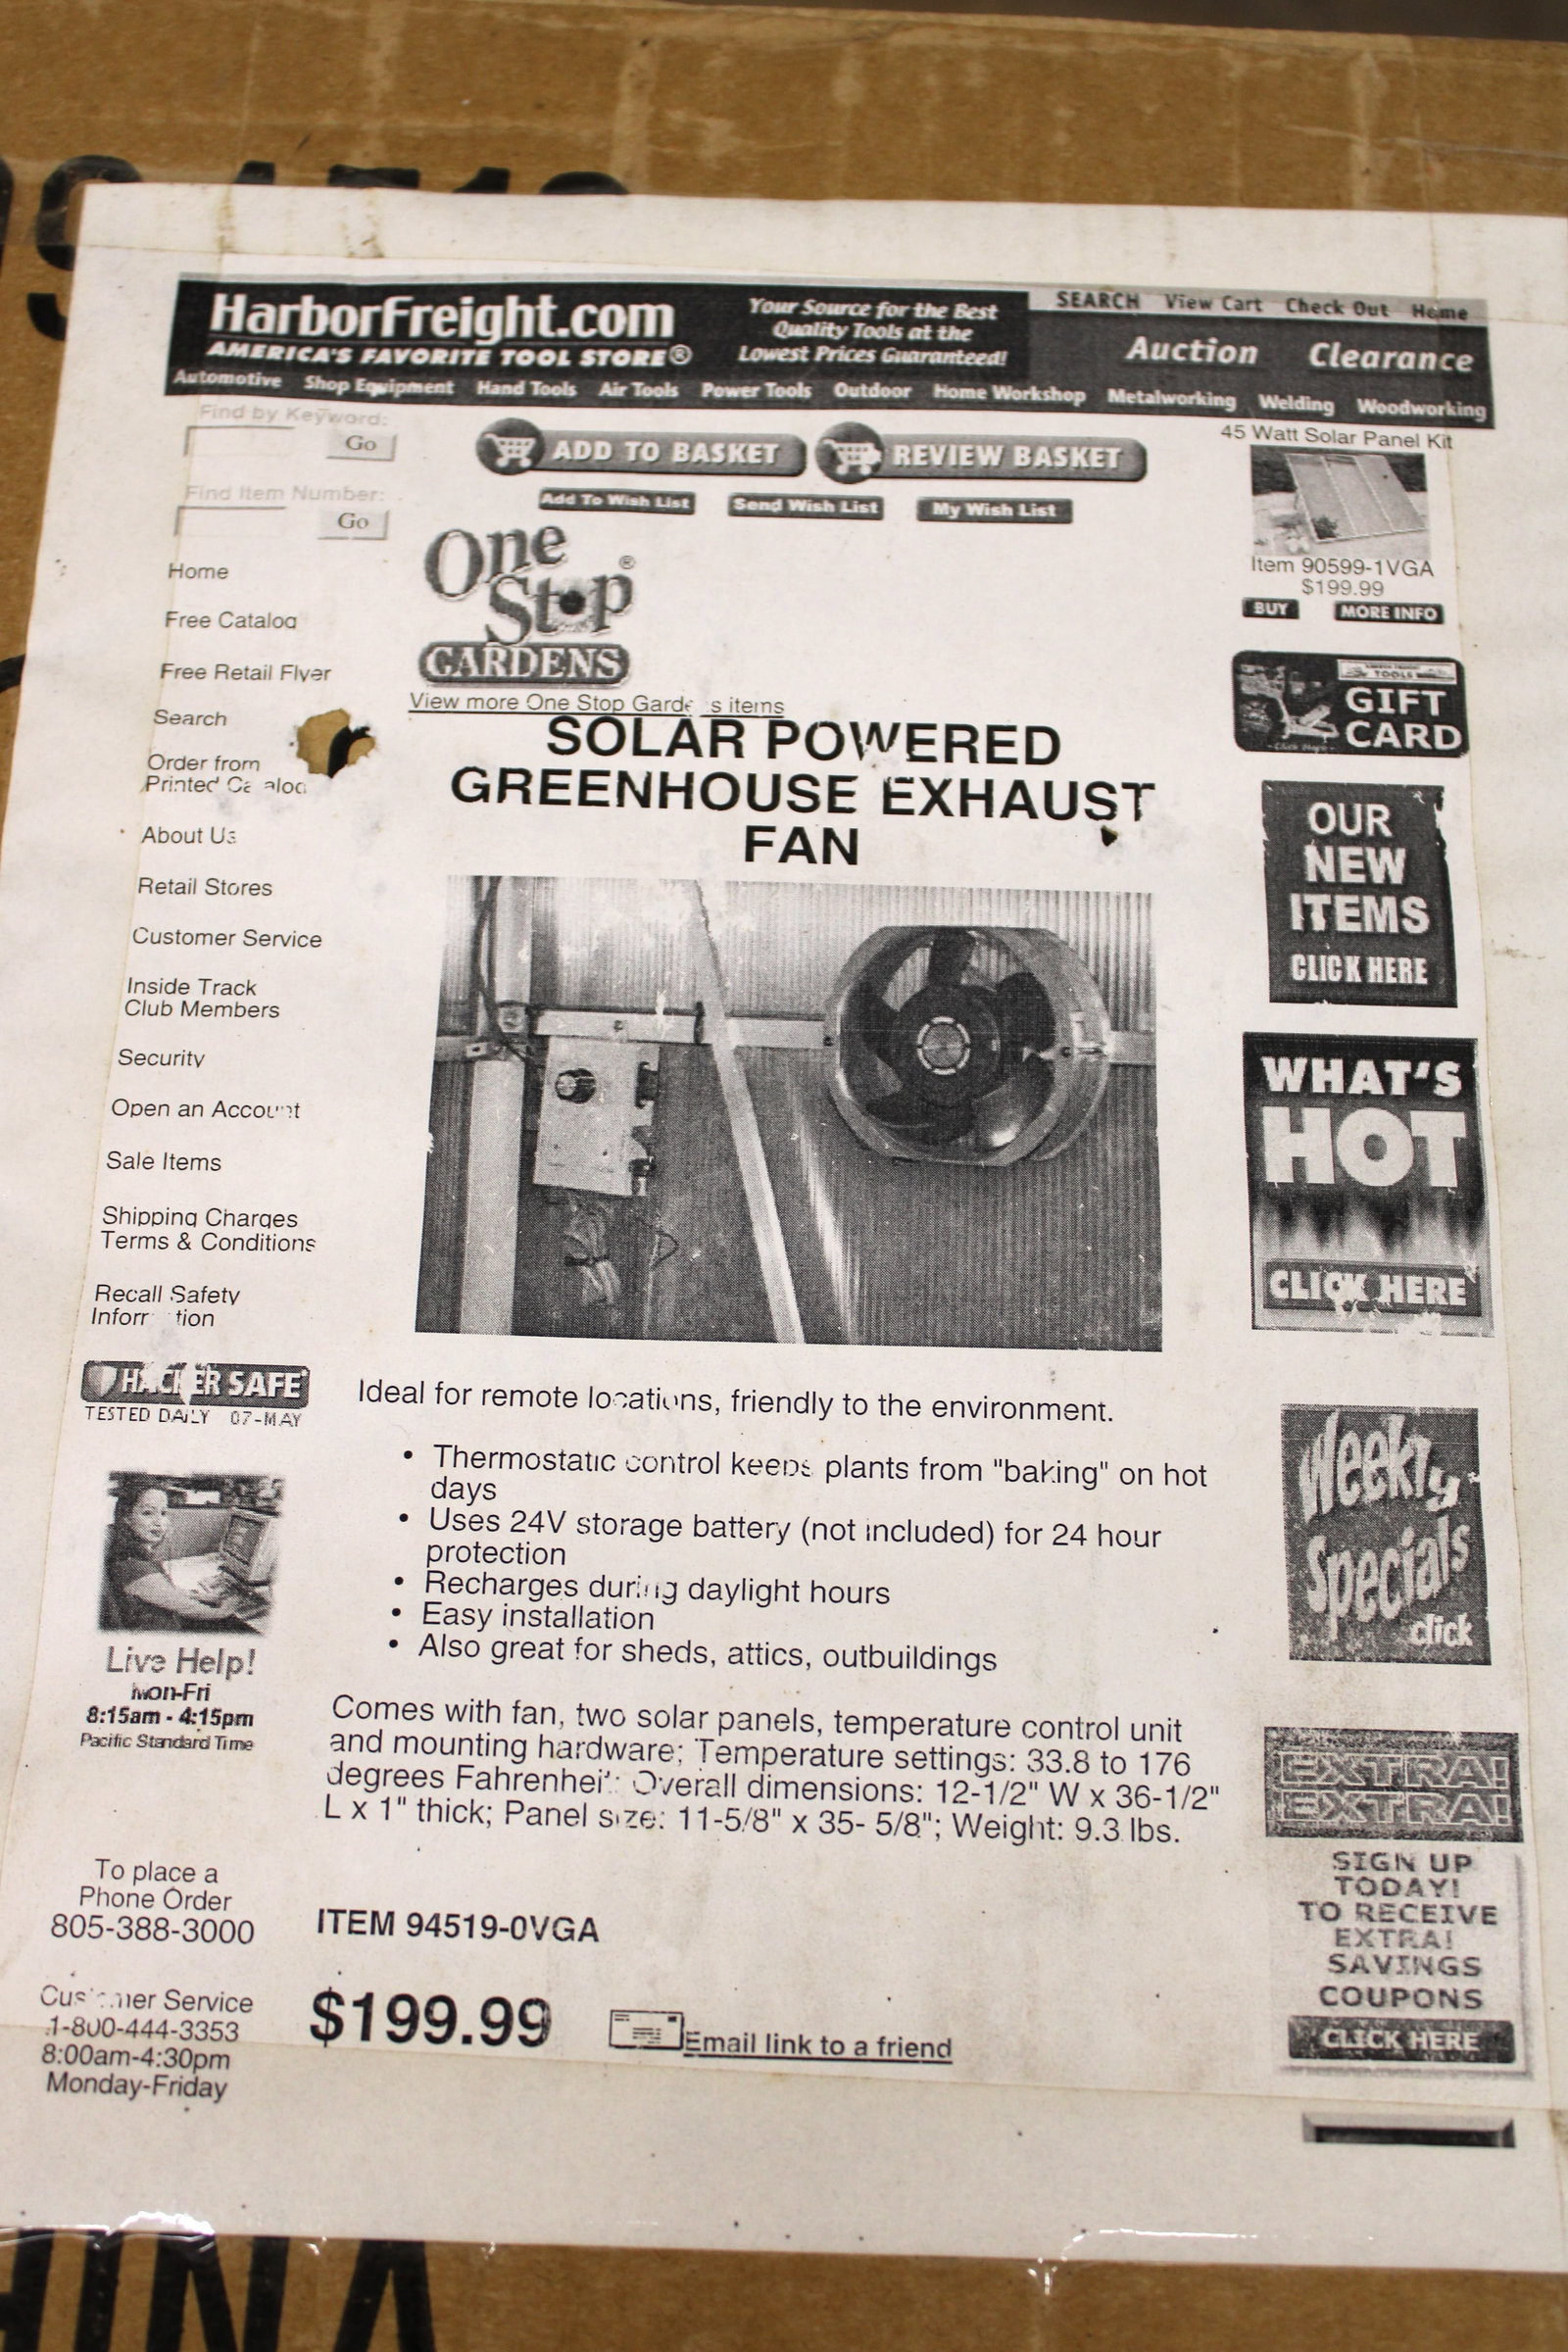 HarborFreight.com
AMERICA'S FAVORITE TOOL STORE®
Your Source for the Best
Quality Tools at the
Lowest Prices Guaranteed!
SEARCH View Cart Check Out Home
Auction Clearance
Automotive Shop Equipment Hand Tools Air Tools Power Tools Outdoor Home Workshop Metalworking Welding Woodworking
Find by Keyword:
Go
Find Item Number:
Go
Home
Free Catalog
Free Retail Flyer
Search
Order from
Printed Catalog
About Us
Retail Stores
Customer Service
Inside Track
Club Members
Security
Open an Account
Sale Items
Shipping Charges
Terms & Conditions
Recall Safety
Information
HACKER SAFE
TESTED DAILY 07-MAY
Live Help!
Mon-Fri
8:15am - 4:15pm
Pacific Standard Time
To place a
Phone Order
805-388-3000
Customer Service
1-800-444-3353
8:00am-4:30pm
Monday-Friday
ADD TO BASKET REVIEW BASKET
Add To Wish List Send Wish List My Wish List
One
Stop®
GARDENS
View more One Stop Gardens items
SOLAR POWERED
GREENHOUSE EXHAUST
FAN
Ideal for remote locations, friendly to the environment.
• Thermostatic control keeps plants from "baking" on hot
days
• Uses 24V storage battery (not included) for 24 hour
protection
• Recharges during daylight hours
• Easy installation
• Also great for sheds, attics, outbuildings
Comes with fan, two solar panels, temperature control unit
and mounting hardware; Temperature settings: 33.8 to 176
degrees Fahrenheit; Overall dimensions: 12-1/2" W x 36-1/2"
L x 1" thick; Panel size: 11-5/8" x 35- 5/8"; Weight: 9.3 lbs.
ITEM 94519-0VGA
$199.99
Email link to a friend
45 Watt Solar Panel Kit
Item 90599-1VGA
$199.99
BUY MORE INFO
TOOLS
GIFT
CARD
OUR
NEW
ITEMS
CLICK HERE
WHAT'S
HOT
CLICK HERE
Weekly
Specials
click
EXTRA!
EXTRA!
SIGN UP
TODAY!
TO RECEIVE
EXTRA!
SAVINGS
COUPONS
CLICK HERE